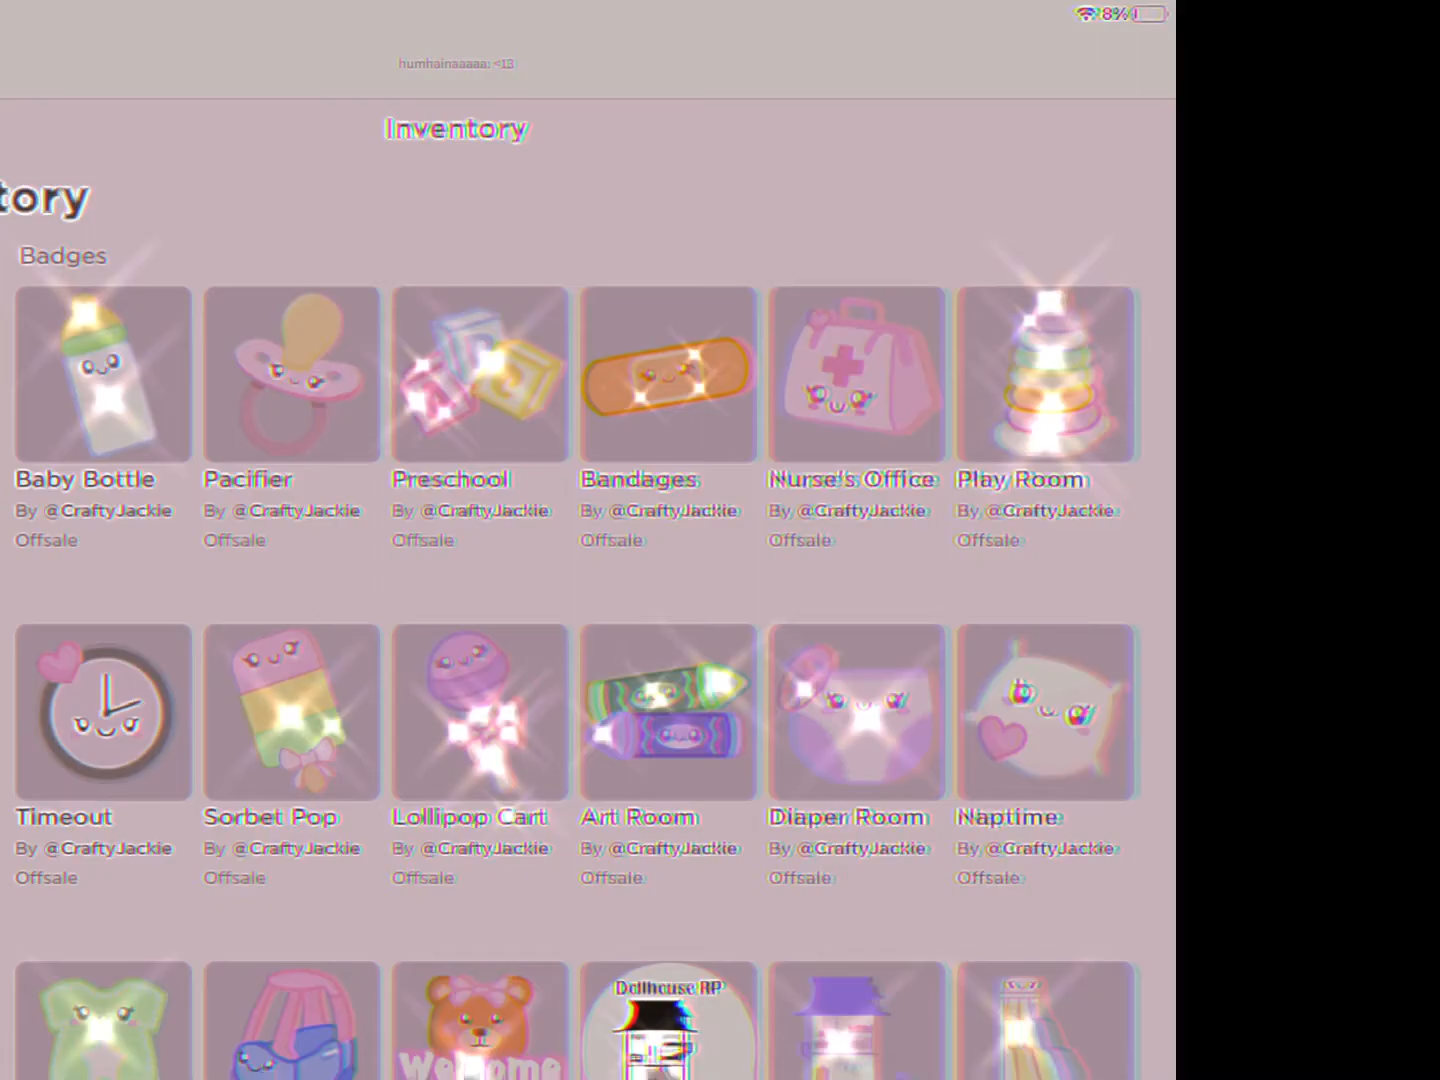 8%
humhainaaaaa: <13
Inventory
tory
Badges
Baby Bottle
By @CraftyJackie
Offsale
Pacifier
By @CraftyJackie
Offsale
Preschool
By @CraftyJackie
Offsale
Bandages
By @CraftyJackie
Offsale
Nurse's Office
By @CraftyJackie
Offsale
Play Room
By @CraftyJackie
Offsale
Timeout
By @CraftyJackie
Offsale
Sorbet Pop
By @CraftyJackie
Offsale
Lollipop Cart
By @CraftyJackie
Offsale
Art Room
By @CraftyJackie
Offsale
Diaper Room
By @CraftyJackie
Offsale
Naptime
By @CraftyJackie
Offsale
Welcome
Dollhouse RP